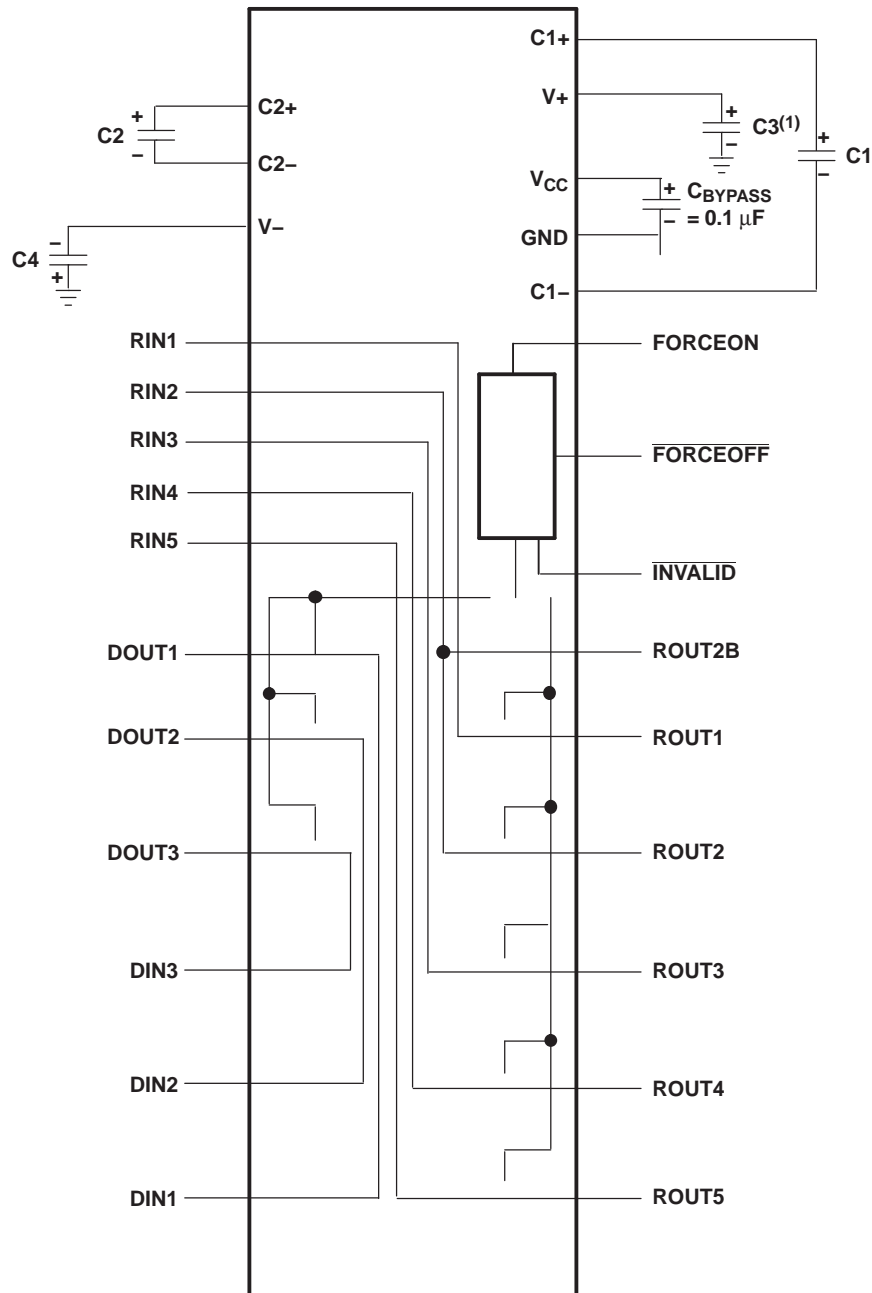 C1+
+
C2+
C2
–
C2–
V+
+
C3(1)
–
+
C1
–
VCC
+
CBYPASS
– = 0.1 μF
GND
V–
–
C4
+
C1–
RIN1
FORCEON
RIN2
RIN3
FORCEOFF
RIN4
RIN5
INVALID
DOUT1
ROUT2B
DOUT2
ROUT1
DOUT3
ROUT2
DIN3
ROUT3
DIN2
ROUT4
DIN1
ROUT5